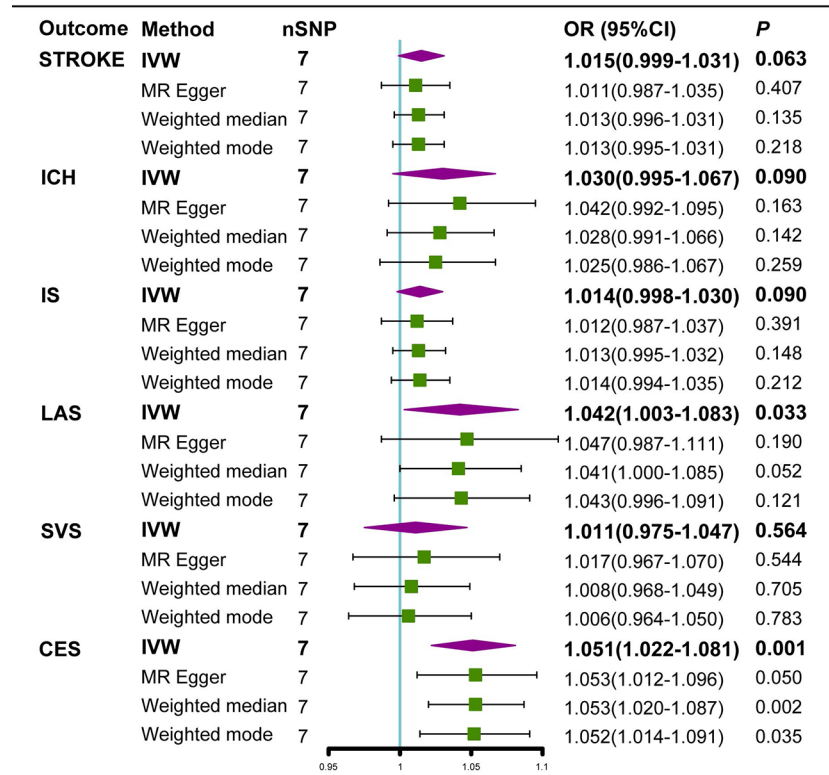 Outcome Method nSNP OR (95%CI) P
STROKE IVW 7 1.015(0.999-1.031) 0.063
MR Egger 7 1.011(0.987-1.035) 0.407
Weighted median 7 1.013(0.996-1.031) 0.135
Weighted mode 7 1.013(0.995-1.031) 0.218
ICH IVW 7 1.030(0.995-1.067) 0.090
MR Egger 7 1.042(0.992-1.095) 0.163
Weighted median 7 1.028(0.991-1.066) 0.142
Weighted mode 7 1.025(0.986-1.067) 0.259
IS IVW 7 1.014(0.998-1.030) 0.090
MR Egger 7 1.012(0.987-1.037) 0.391
Weighted median 7 1.013(0.995-1.032) 0.148
Weighted mode 7 1.014(0.994-1.035) 0.212
LAS IVW 7 1.042(1.003-1.083) 0.033
MR Egger 7 1.047(0.987-1.111) 0.190
Weighted median 7 1.041(1.000-1.085) 0.052
Weighted mode 7 1.043(0.996-1.091) 0.121
SVS IVW 7 1.011(0.975-1.047) 0.564
MR Egger 7 1.017(0.967-1.070) 0.544
Weighted median 7 1.008(0.968-1.049) 0.705
Weighted mode 7 1.006(0.964-1.050) 0.783
CES IVW 7 1.051(1.022-1.081) 0.001
MR Egger 7 1.053(1.012-1.096) 0.050
Weighted median 7 1.053(1.020-1.087) 0.002
Weighted mode 7 1.052(1.014-1.091) 0.035
0.95 1 1.05 1.1